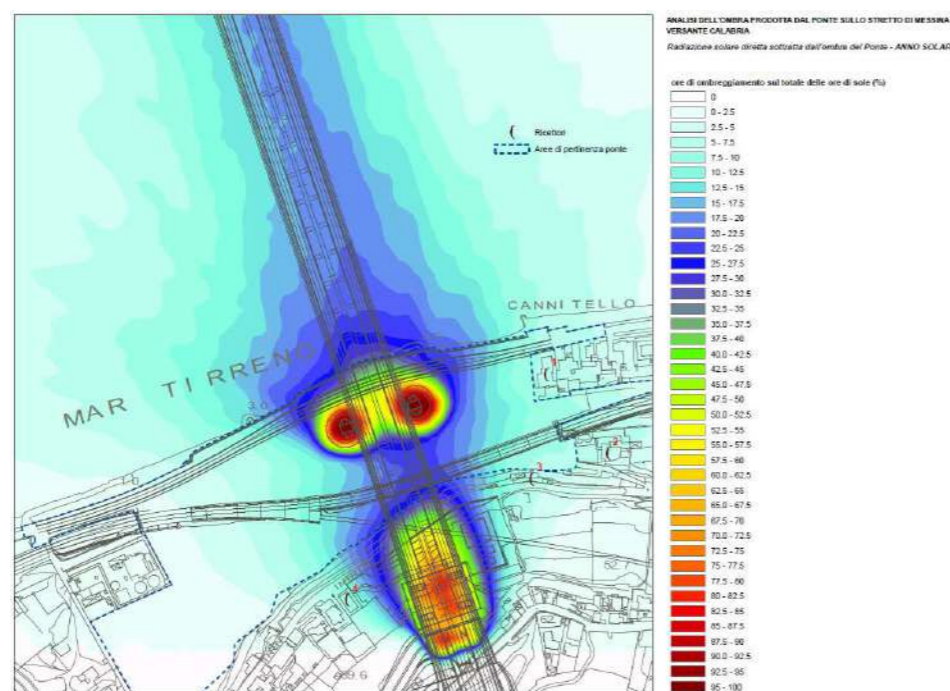 ANALISI DELL'OMBRA PRODOTTA DAL PONTE SULLO STRETTO DI MESSINA
VERSANTE CALABRIA
Radiazione solare diretta sottratta dall'ombra del Ponte - ANNO SOLAR
ore di ombreggiamento sul totale delle ore di sole (%)
0
0 - 2.5
2.5 - 5
5 - 7.5
7.5 - 10
10 - 12.5
12.5 - 15
15 - 17.5
17.5 - 20
20 - 22.5
22.5 - 25
25 - 27.5
27.5 - 30
30.0 - 32.5
32.5 - 35
35.0 - 37.5
37.5 - 40
40.0 - 42.5
42.5 - 45
45.0 - 47.5
47.5 - 50
50.0 - 52.5
52.5 - 55
55.0 - 57.5
57.5 - 60
60.0 - 62.5
62.5 - 65
65.0 - 67.5
67.5 - 70
70.0 - 72.5
72.5 - 75
75 - 77.5
77.5 - 80
80 - 82.5
82.5 - 85
85 - 87.5
87.5 - 90
90.0 - 92.5
92.5 - 95
95 - 100
Ricettori
Aree di pertinenza ponte
CANNITELLO
MAR TIRRENO
3.6
1
2
3
4